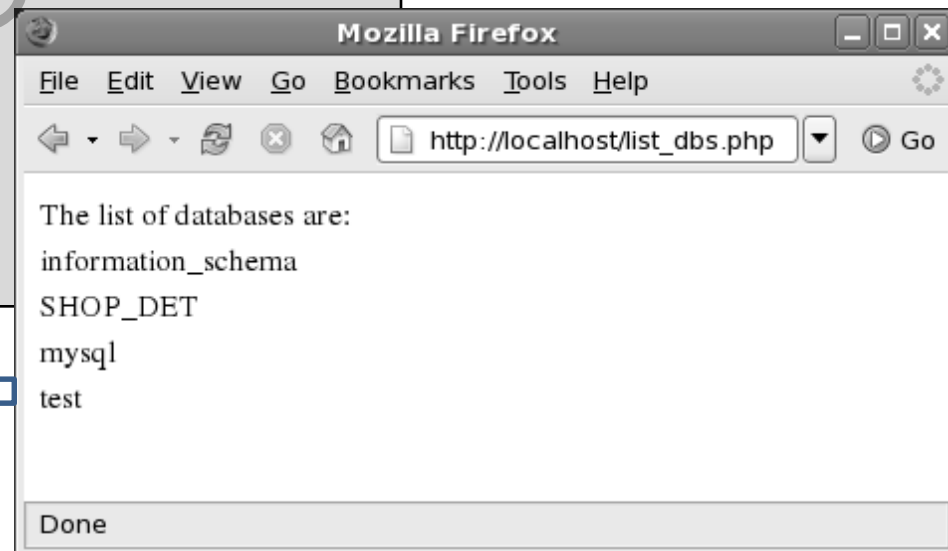 Mozilla Firefox
File Edit View Go Bookmarks Tools Help
http://localhost/list_dbs.php Go
The list of databases are:
information_schema
SHOP_DET
mysql
test
Done